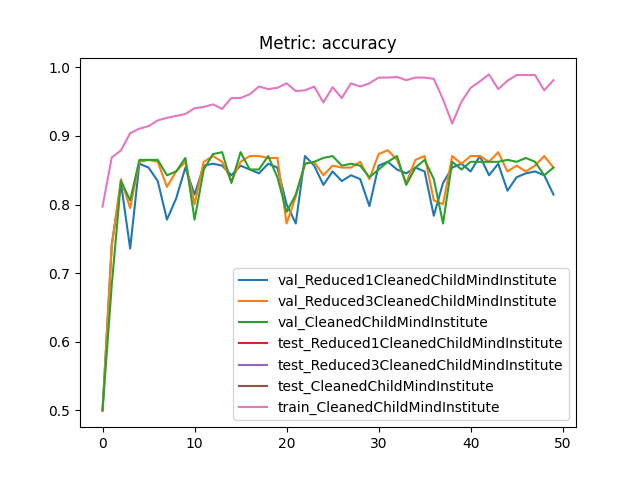 Metric: accuracy
1.0
0.9
0.8
0.7
0.6
0.5
val_Reduced1CleanedChildMindInstitute
val_Reduced3CleanedChildMindInstitute
val_CleanedChildMindInstitute
test_Reduced1CleanedChildMindInstitute
test_Reduced3CleanedChildMindInstitute
test_CleanedChildMindInstitute
train_CleanedChildMindInstitute
0 10 20 30 40 50